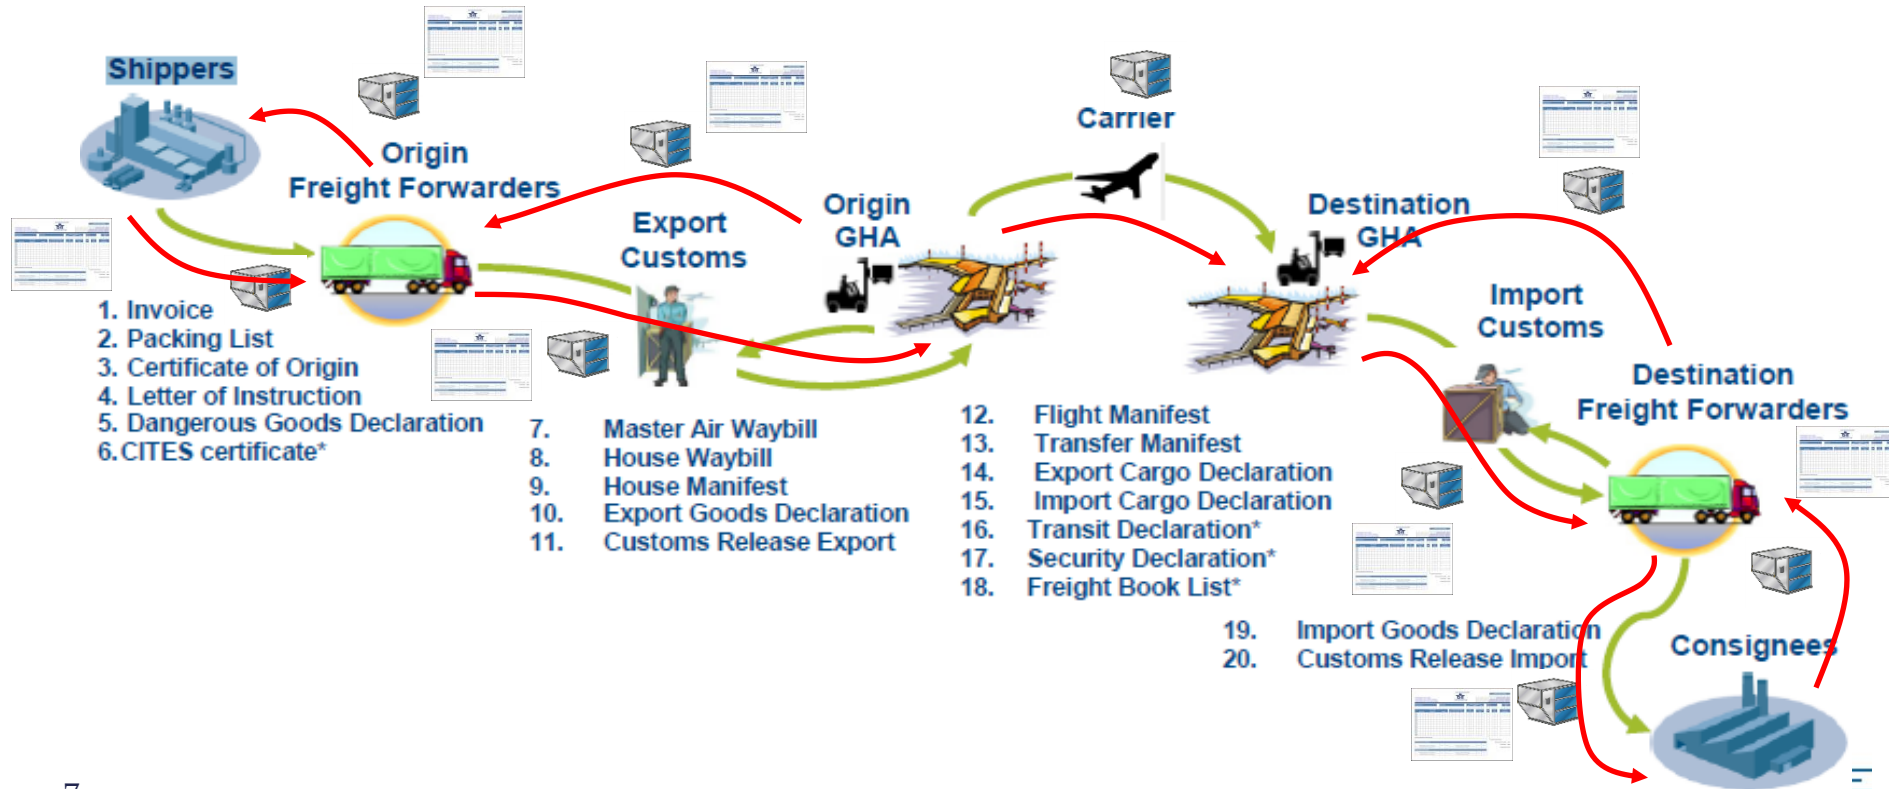 Shippers
Origin
Freight Forwarders
Export
Customs
Origin
GHA
Carrier
Destination
GHA
Import
Customs
Destination
Freight Forwarders
Consignees
1. Invoice
2. Packing List
3. Certificate of Origin
4. Letter of Instruction
5. Dangerous Goods Declaration
6. CITES certificate*
7. Master Air Waybill
8. House Waybill
9. House Manifest
10. Export Goods Declaration
11. Customs Release Export
12. Flight Manifest
13. Transfer Manifest
14. Export Cargo Declaration
15. Import Cargo Declaration
16. Transit Declaration*
17. Security Declaration*
18. Freight Book List*
19. Import Goods Declaration
20. Customs Release Import
7